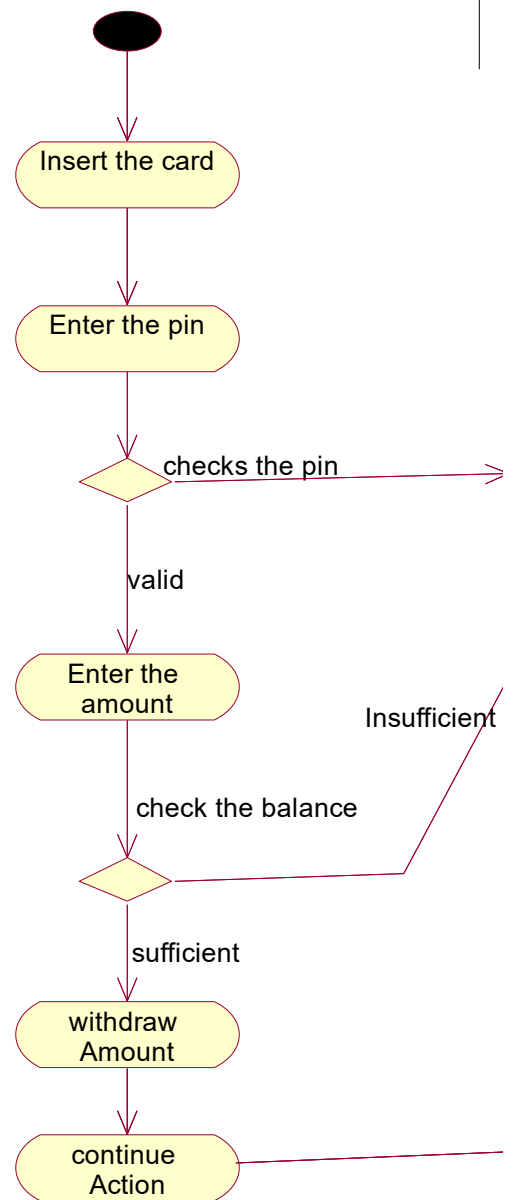 Insert the card
Enter the pin
checks the pin
valid
Enter the
amount
Insufficient
check the balance
sufficient
withdraw
Amount
continue
Action